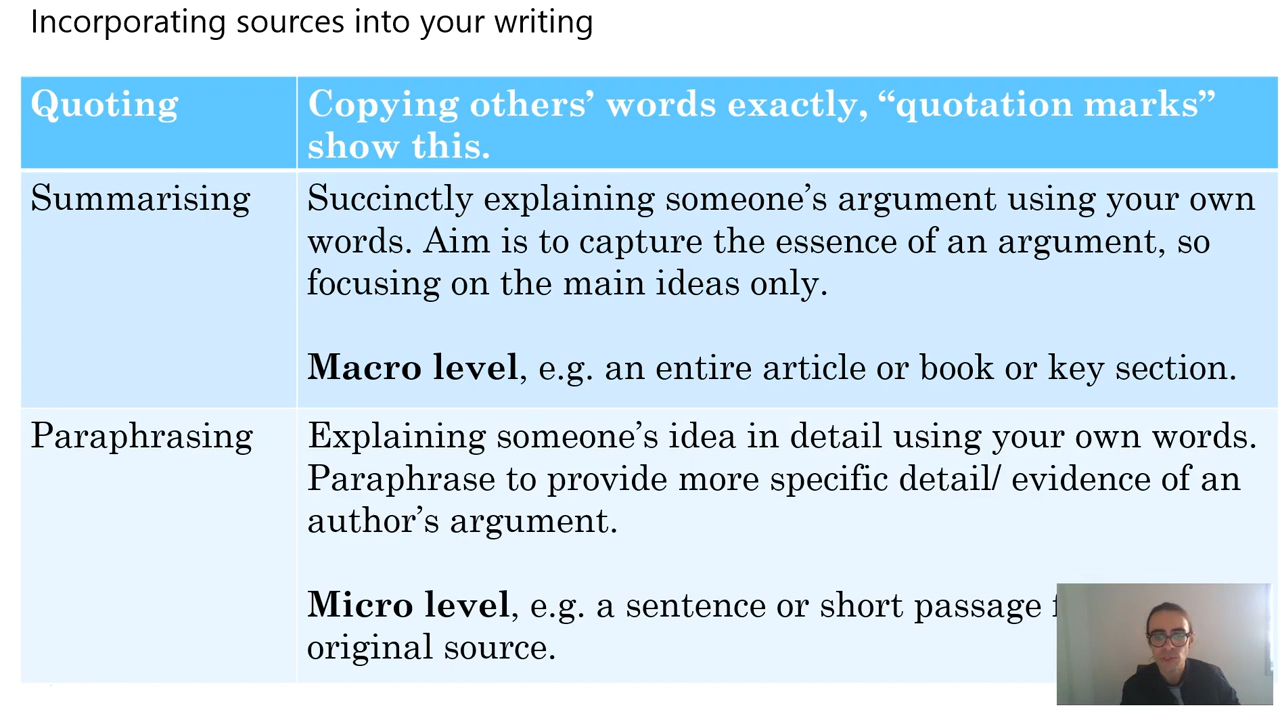 Incorporating sources into your writing
Quoting
Copying others’ words exactly, “quotation marks”
show this.
Summarising
Succinctly explaining someone’s argument using your own
words. Aim is to capture the essence of an argument, so
focusing on the main ideas only.
Macro level, e.g. an entire article or book or key section.
Paraphrasing
Explaining someone’s idea in detail using your own words.
Paraphrase to provide more specific detail/ evidence of an
author’s argument.
Micro level, e.g. a sentence or short passage
original source.